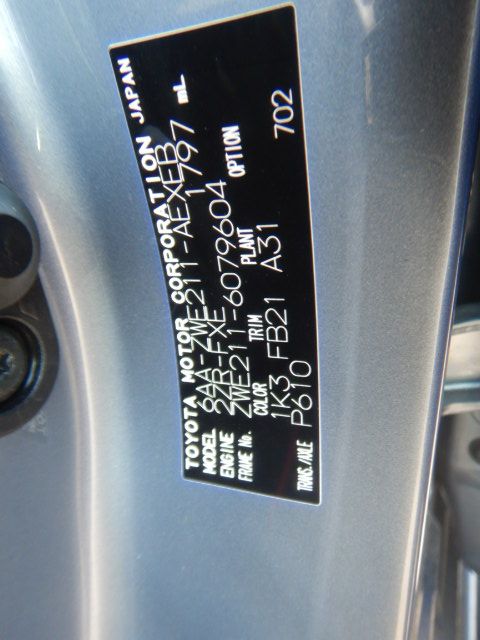 TOYOTA MOTOR CORPORATION JAPAN
MODEL 6AA-ZWE211-AEXEB
ENGINE 2ZR-FXE 1797 mL
FRAME No. ZWE211-6079604
COLOR TRIM PLANT OPTION
1K3 FB21 A31 702
TRANS./AXLE P610